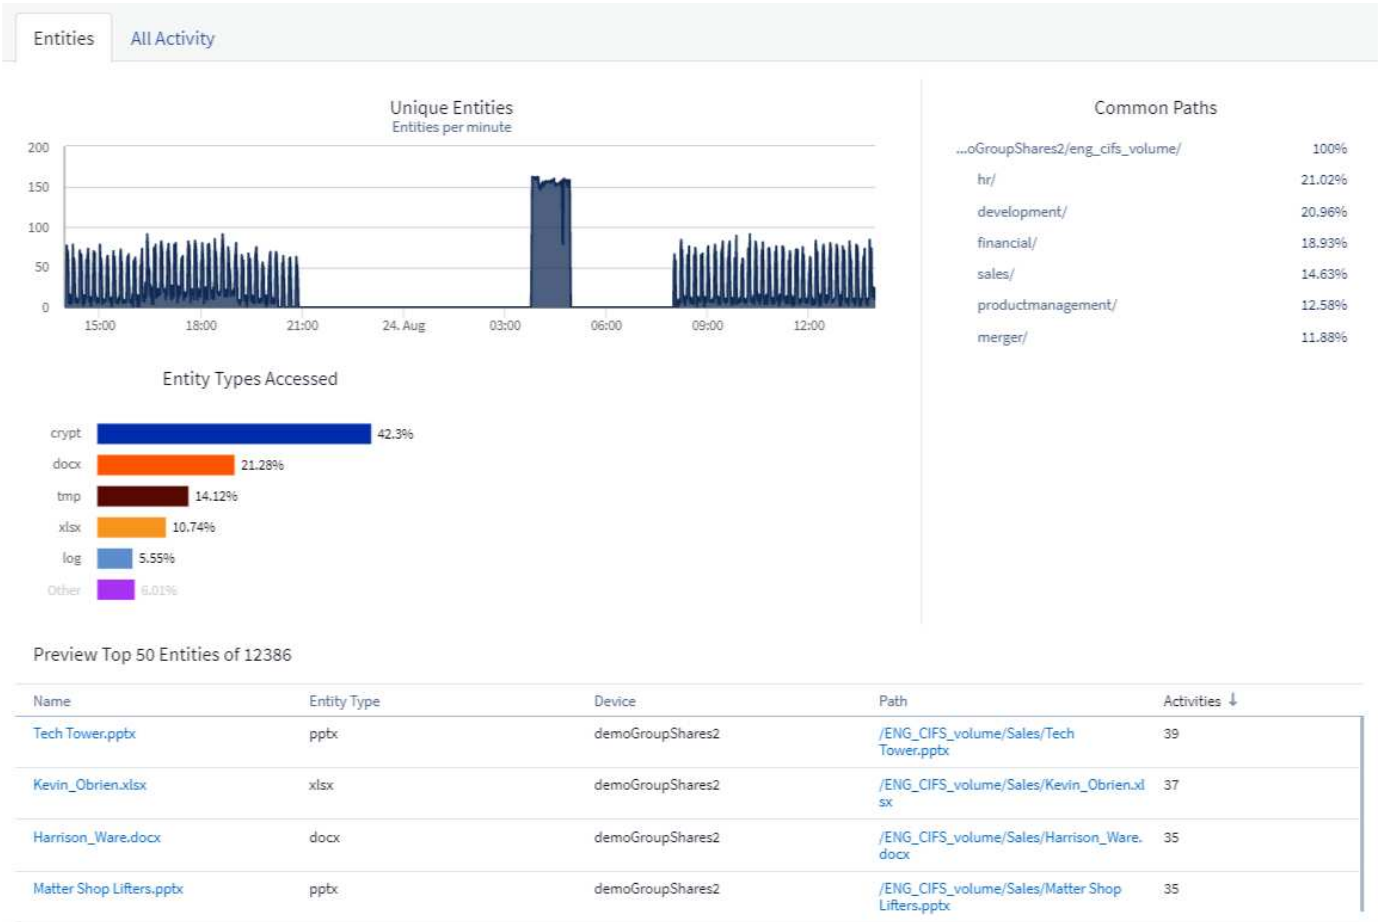 Entities All Activity
Unique Entities
Entities per minute
200
150
100
50
0
15:00 18:00 21:00 24. Aug 03:00 06:00 09:00 12:00
Common Paths
...oGroupShares2/eng_cifs_volume/ 100%
hr/ 21.02%
development/ 20.96%
financial/ 18.93%
sales/ 14.63%
productmanagement/ 12.58%
merger/ 11.88%
Entity Types Accessed
crypt 42.3%
docx 21.28%
tmp 14.12%
xlsx 10.74%
log 5.55%
Other 6.01%
Preview Top 50 Entities of 12386
Name Entity Type Device Path Activities ↓
Tech Tower.pptx pptx demoGroupShares2 /ENG_CIFS_volume/Sales/Tech 39
Tower.pptx
Kevin_Obrien.xlsx xlsx demoGroupShares2 /ENG_CIFS_volume/Sales/Kevin_Obrien.xl 37
sx
Harrison_Ware.docx docx demoGroupShares2 /ENG_CIFS_volume/Sales/Harrison_Ware. 35
docx
Matter Shop Lifters.pptx pptx demoGroupShares2 /ENG_CIFS_volume/Sales/Matter Shop 35
Lifters.pptx